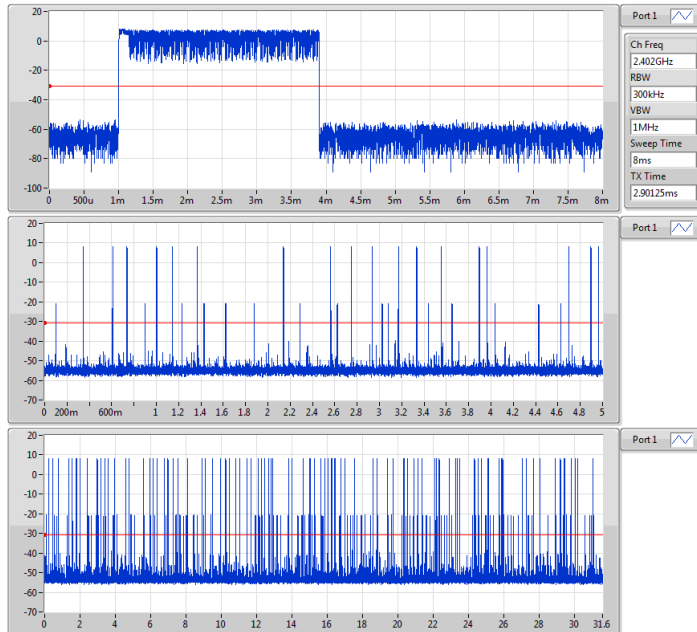 Port 1
20
0
-20
-40
-60
-80
-100
0 500u 1m 1.5m 2m 2.5m 3m 3.5m 4m 4.5m 5m 5.5m 6m 6.5m 7m 7.5m 8m
Ch Freq
2.402GHz
RBW
300kHz
VBW
1MHz
Sweep Time
8ms
TX Time
2.90125ms
Port 1
20
10
0
-10
-20
-30
-40
-50
-60
-70
0 200m 600m 1 1.2 1.4 1.6 1.8 2 2.2 2.4 2.6 2.8 3 3.2 3.4 3.6 3.8 4 4.2 4.4 4.6 4.8 5
Port 1
20
10
0
-10
-20
-30
-40
-50
-60
-70
0 2 4 6 8 10 12 14 16 18 20 22 24 26 28 30 31.6